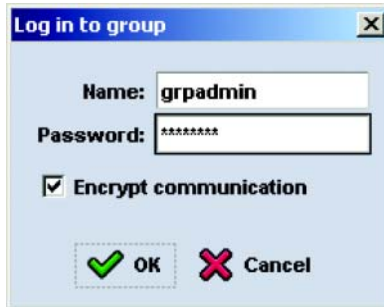 Log in to group
Name: grpadmin
Password: ********
Encrypt communication
OK Cancel